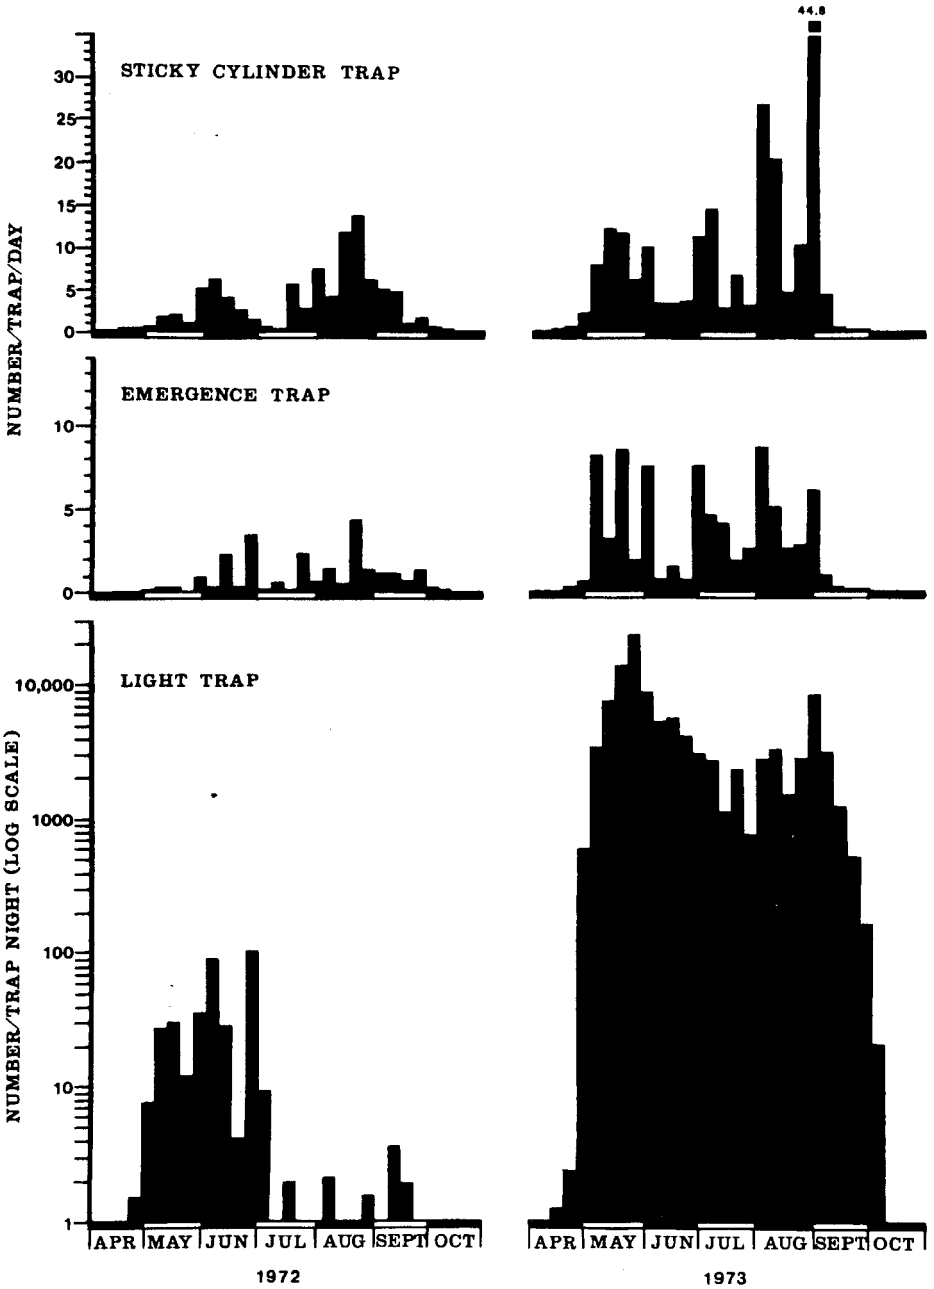 44.8
STICKY CYLINDER TRAP
30
25
20
15
10
5
0
NUMBER/TRAP/DAY
EMERGENCE TRAP
10
5
0
LIGHT TRAP
10,000
1000
100
10
1
NUMBER/TRAP NIGHT (LOG SCALE)
APR MAY JUN JUL AUG SEPT OCT APR MAY JUN JUL AUG SEPT OCT
1972 1973